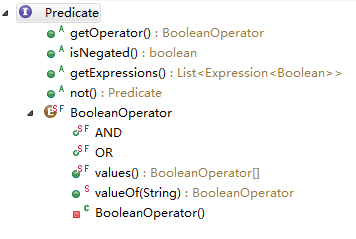 Predicate
getOperator() : BooleanOperator
isNegated() : boolean
getExpressions() : List<Expression<Boolean>>
not() : Predicate
BooleanOperator
AND
OR
values() : BooleanOperator[]
valueOf(String) : BooleanOperator
BooleanOperator()